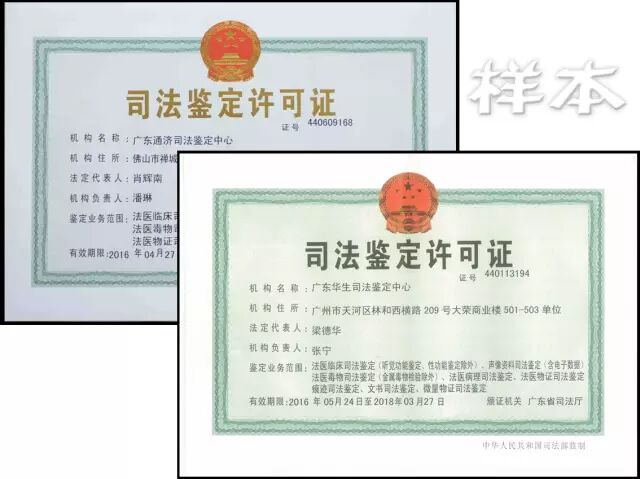 样本
司法鉴定许可证
证号 440609168
机构名称: 广东通济司法鉴定中心
机构住所: 佛山市禅城
法定代表人: 肖辉南
机构负责人: 潘琳
鉴定业务范围: 法医临床司
法医毒物司
法医物证司
有效期限: 2016 年 04月27
司法鉴定许可证
证号 440113194
机构名称: 广东华生司法鉴定中心
机构住所: 广州市天河区林和西横路 209 号大荣商业楼 501-503 单位
法定代表人: 梁德华
机构负责人: 张宁
鉴定业务范围: 法医临床司法鉴定（听觉功能鉴定、性功能鉴定除外）、声像资料司法鉴定（含电子数据）
法医毒物司法鉴定（金属毒物检验除外）、法医病理司法鉴定、法医物证司法鉴定
痕迹司法鉴定、文书司法鉴定、微量物证司法鉴定
有效期限: 2016 年 05月24日至2018年03月27日 颁证机关 广东省司法厅
中华人民共和国司法部监制